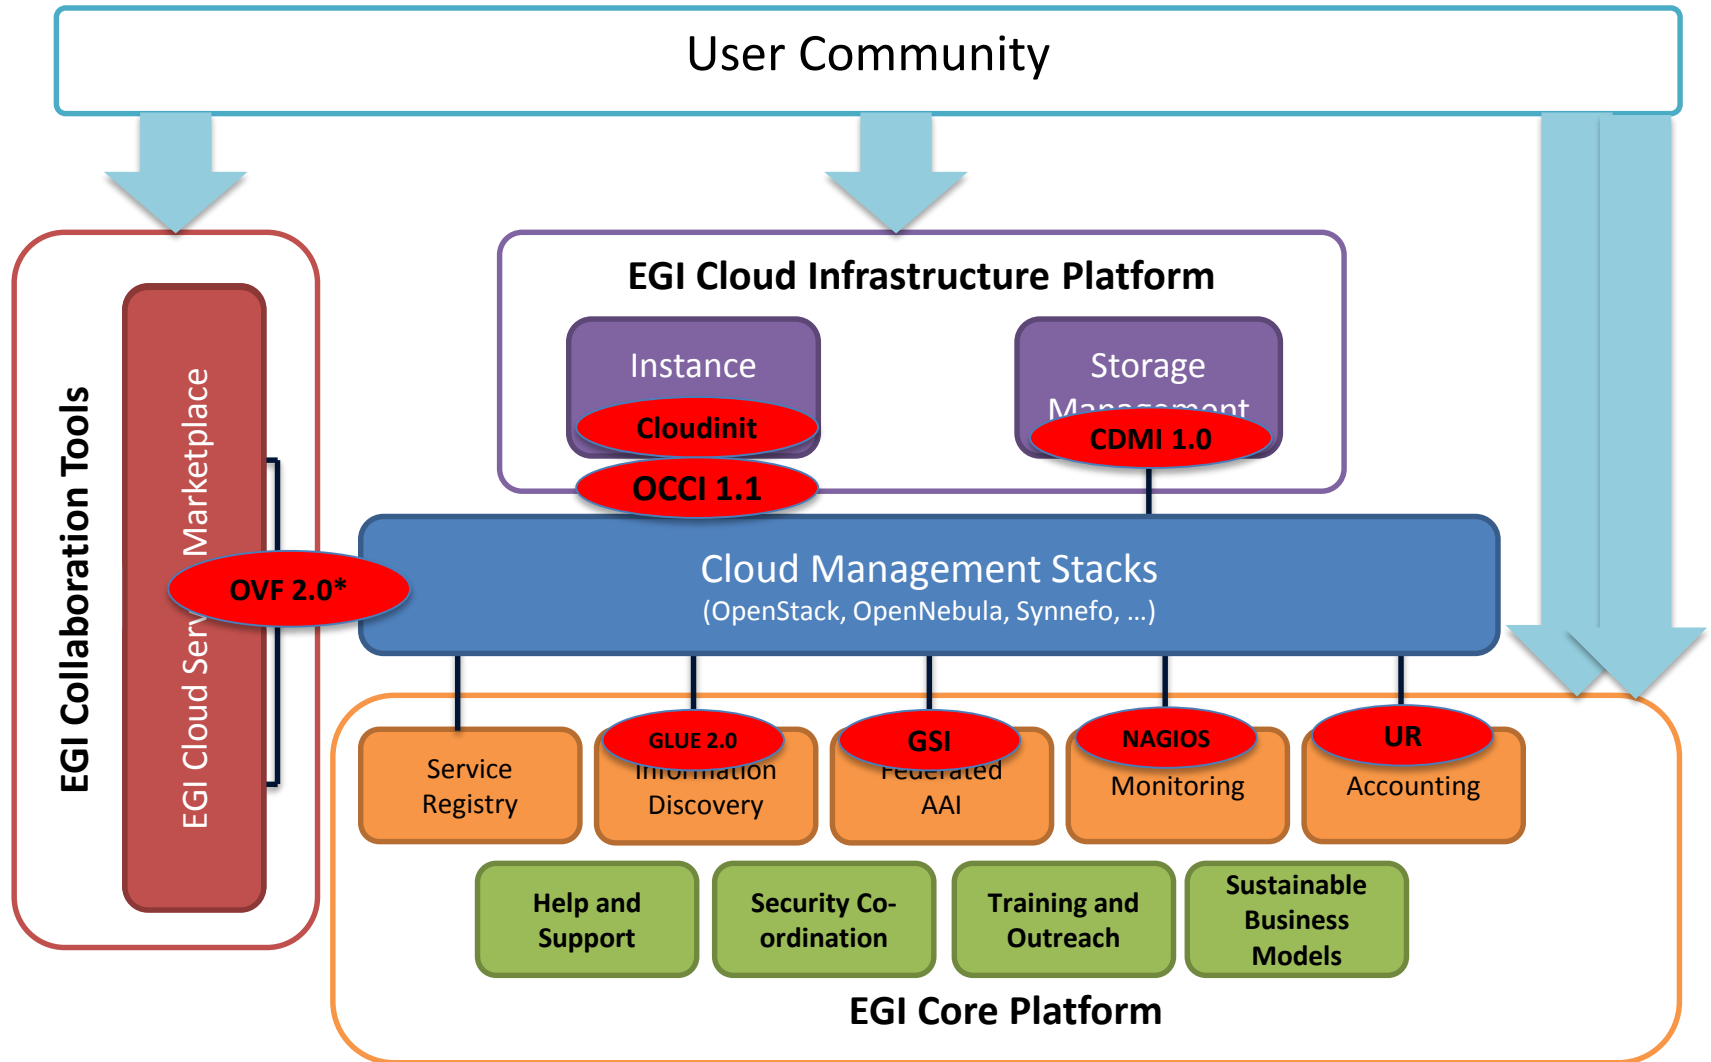 User Community
EGI Collaboration Tools
EGI Cloud Marketplace
EGI Cloud Infrastructure Platform
Instance
Cloudinit
OCCI 1.1
Storage
Management
CDMI 1.0
OVF 2.0*
Cloud Management Stacks
(OpenStack, OpenNebula, Synnefo, ...)
Service
Registry
GLUE 2.0
Information
Discovery
GSI
Federated
AAI
NAGIOS
Monitoring
UR
Accounting
Help and
Support
Security Co-
ordination
Training and
Outreach
Sustainable
Business
Models
EGI Core Platform